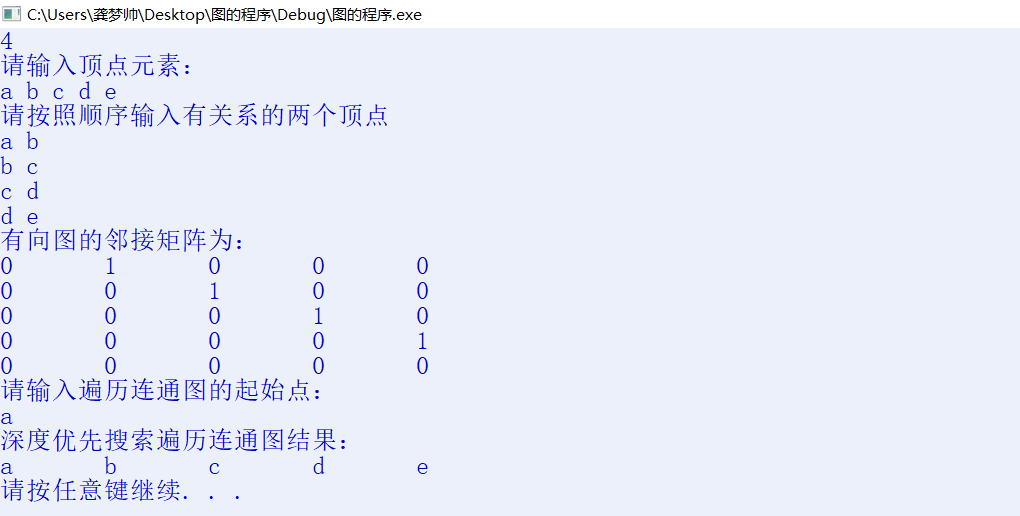 C:\Users\龚梦帅\Desktop\图的程序\Debug\图的程序.exe
4
请输入顶点元素：
a b c d e
请按照顺序输入有关系的两个顶点
a b
b c
c d
d e
有向图的邻接矩阵为：
0 1 0 0 0
0 0 1 0 0
0 0 0 1 0
0 0 0 0 1
0 0 0 0 0
请输入遍历连通图的起始点：
a
深度优先搜索遍历连通图结果：
a b c d e
请按任意键继续. . .